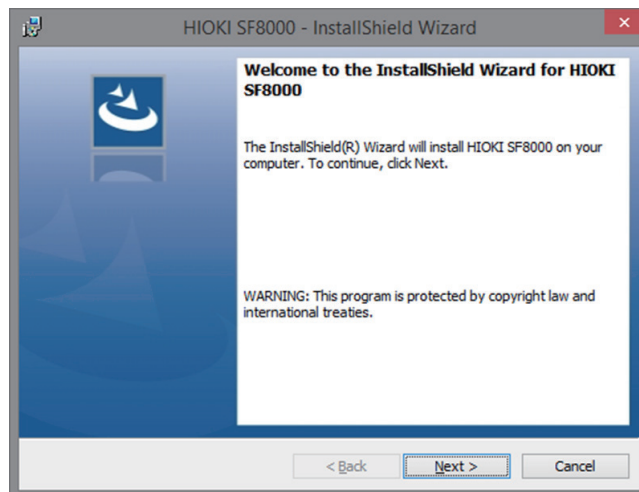 HIOKI SF8000 - InstallShield Wizard
Welcome to the InstallShield Wizard for HIOKI
SF8000
The InstallShield(R) Wizard will install HIOKI SF8000 on your
computer. To continue, click Next.
WARNING: This program is protected by copyright law and
international treaties.
< Back Next > Cancel